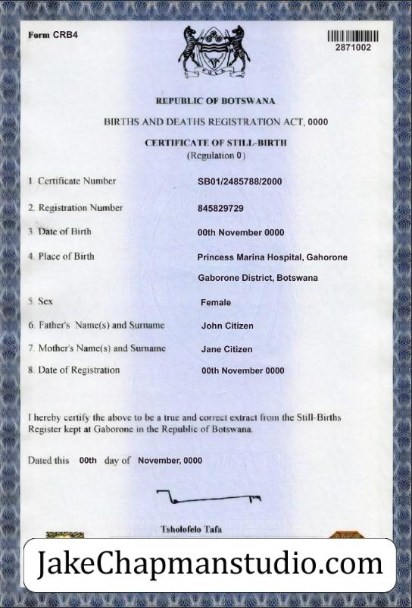 Form CRB4
2871002
REPUBLIC OF BOTSWANA
BIRTHS AND DEATHS REGISTRATION ACT, 0000
CERTIFICATE OF STILL-BIRTH
(Regulation 0)
1. Certificate Number SB01/2485788/2000
2. Registration Number 845829729
3. Date of Birth 00th November 0000
4. Place of Birth Princess Marina Hospital, Gahorone
Gaborone District, Botswana
5. Sex Female
6. Father's Name(s) and Surname John Citizen
7. Mother's Name(s) and Surname Jane Citizen
8. Date of Registration 00th November 0000
I hereby certify the above to be a true and correct extract from the Still-Births
Register kept at Gaborone in the Republic of Botswana.
Dated this 00th day of November, 0000
Tsholofelo Tafa
JakeChapmanstudio.com